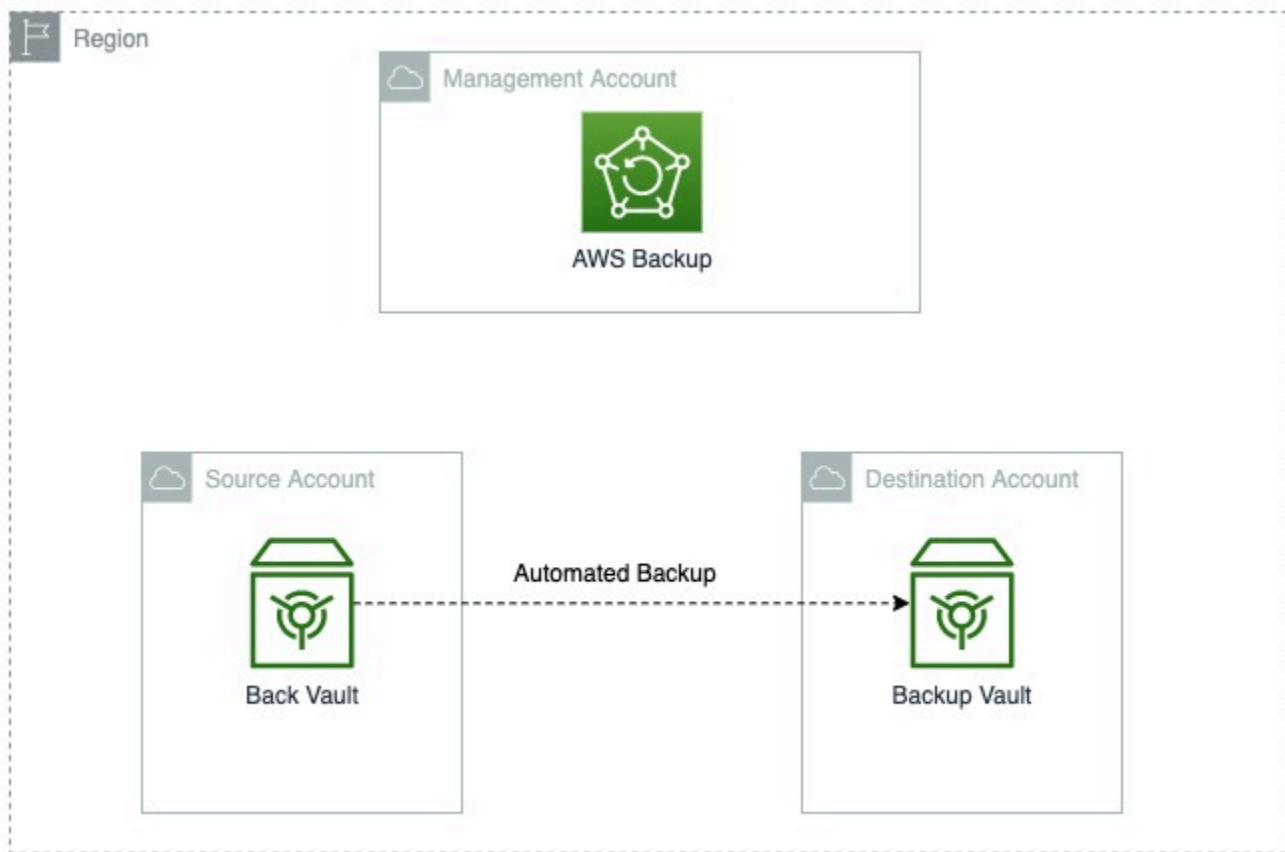 Region
Management Account
AWS Backup
Source Account
Destination Account
Automated Backup
Back Vault
Backup Vault